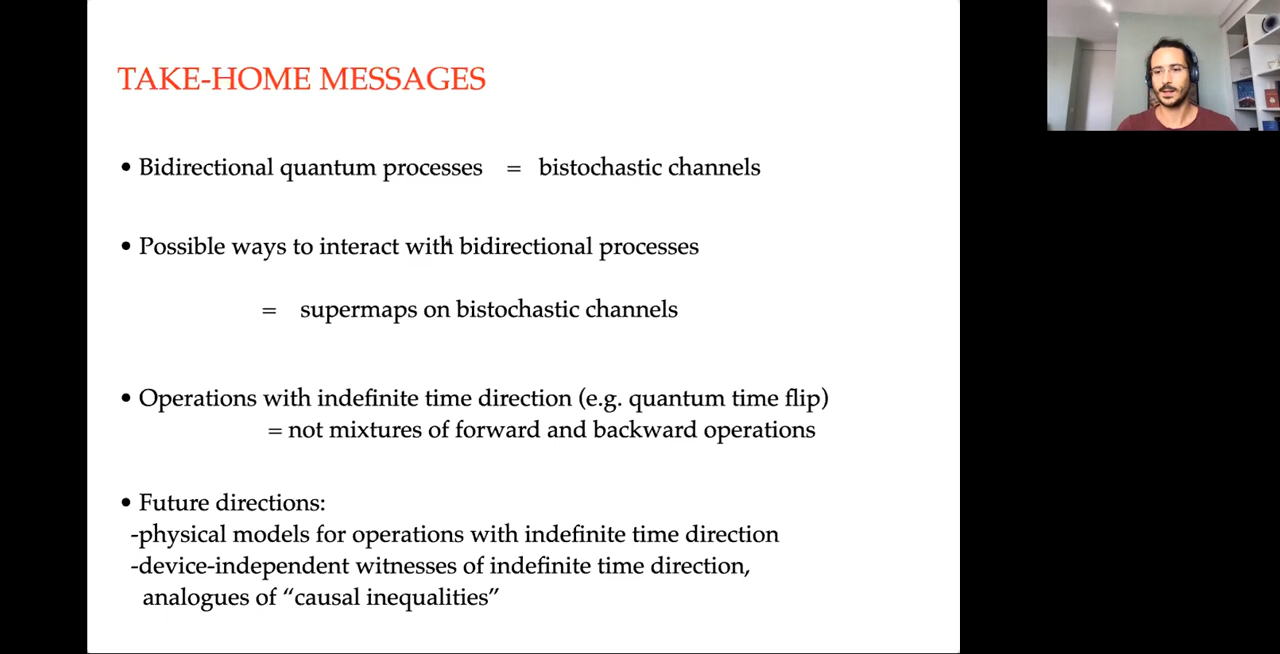 TAKE-HOME MESSAGES
• Bidirectional quantum processes = bistochastic channels
• Possible ways to interact with bidirectional processes
= supermaps on bistochastic channels
• Operations with indefinite time direction (e.g. quantum time flip)
= not mixtures of forward and backward operations
• Future directions:
-physical models for operations with indefinite time direction
-device-independent witnesses of indefinite time direction,
analogues of “causal inequalities”